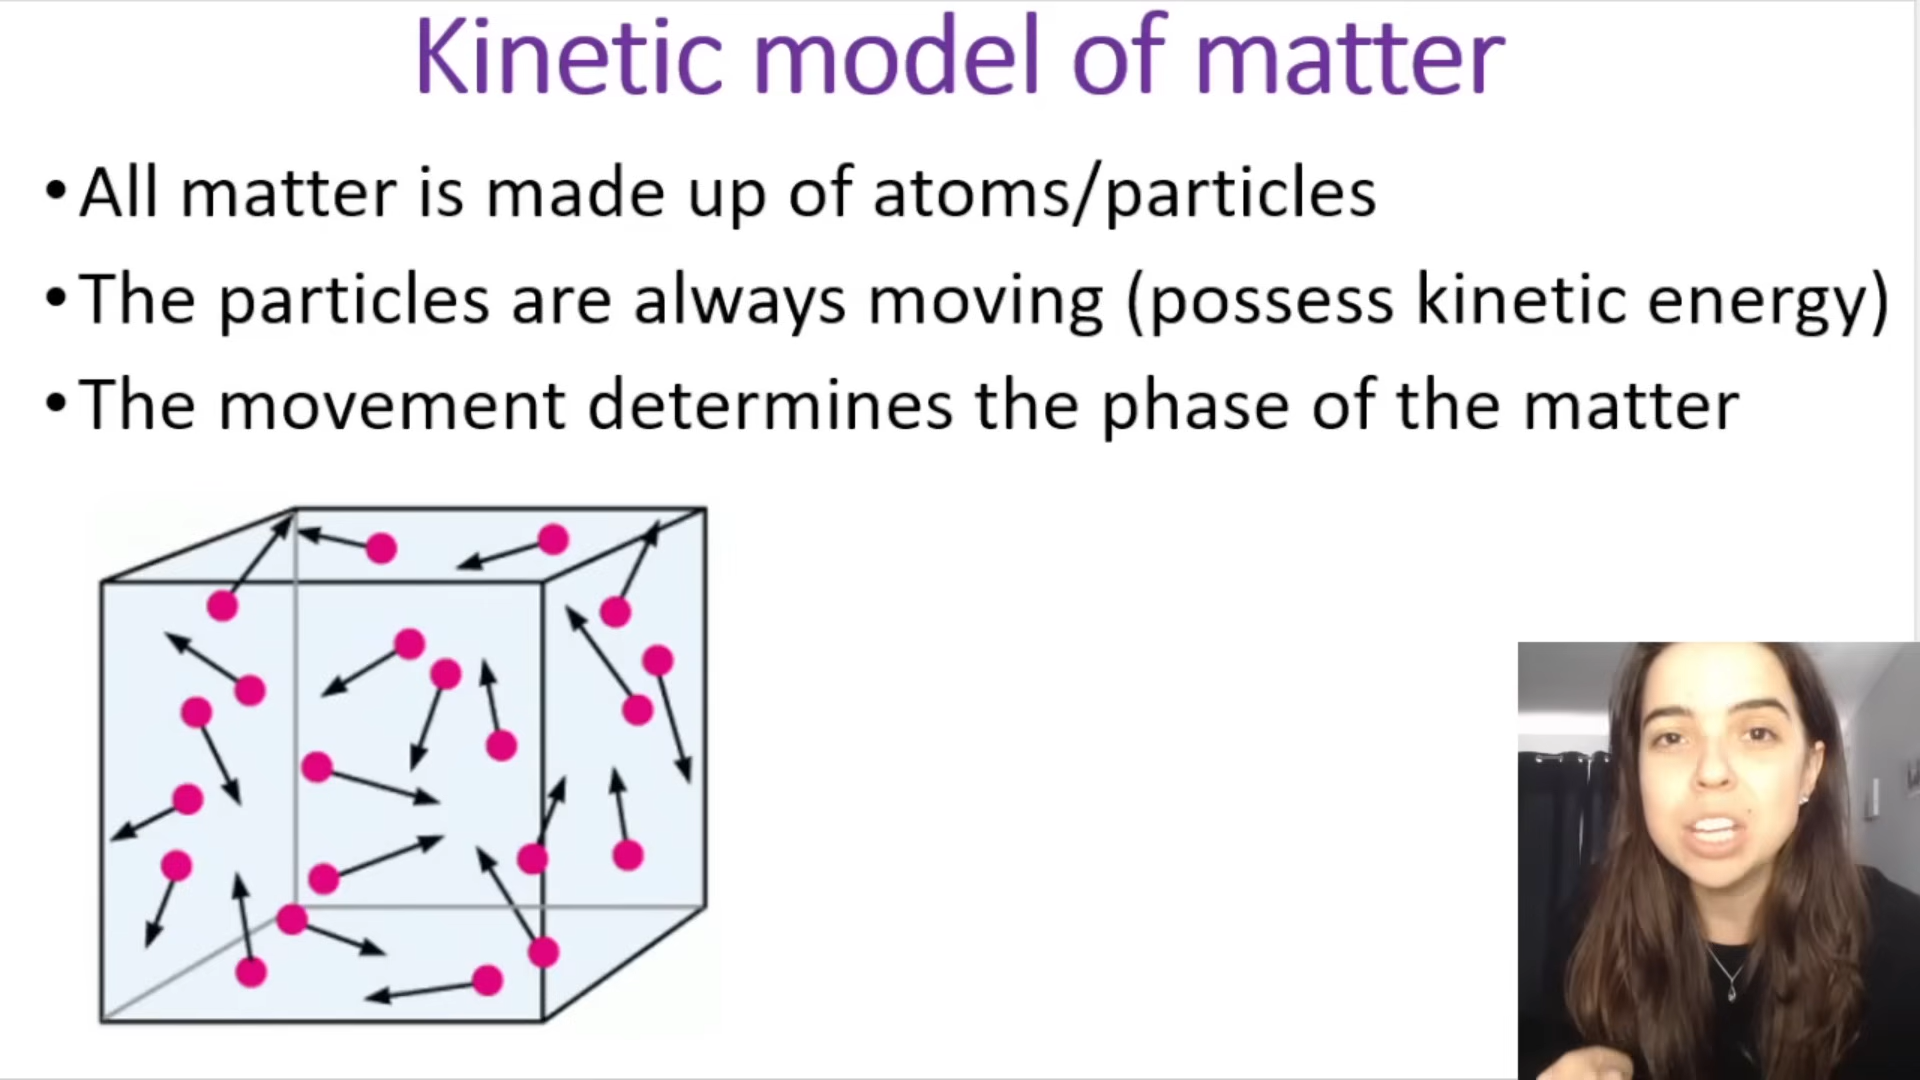 Kinetic model of matter
•All matter is made up of atoms/particles
•The particles are always moving (possess kinetic energy)
•The movement determines the phase of the matter